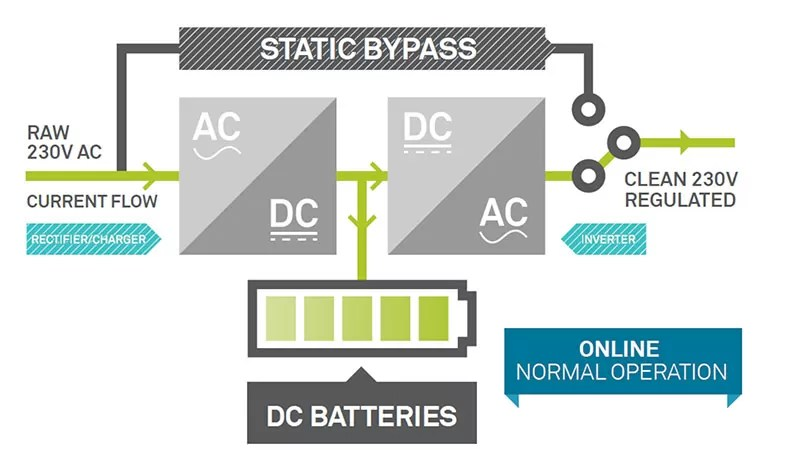 STATIC BYPASS
RAW
230V AC
AC
DC
DC
AC
CURRENT FLOW
CLEAN 230V
REGULATED
RECTIFIER/CHARGER
INVERTER
ONLINE
NORMAL OPERATION
DC BATTERIES